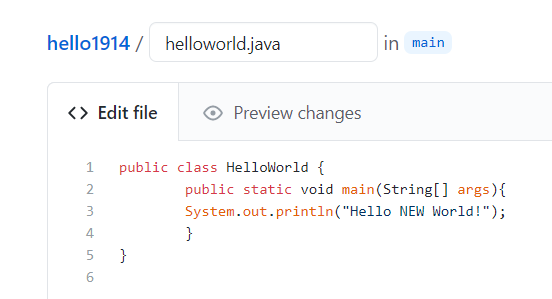 hello1914 / helloworld.java in main
<> Edit file Preview changes
1 public class HelloWorld {
2 public static void main(String[] args){
3 System.out.println("Hello NEW World!");
4 }
5 }
6